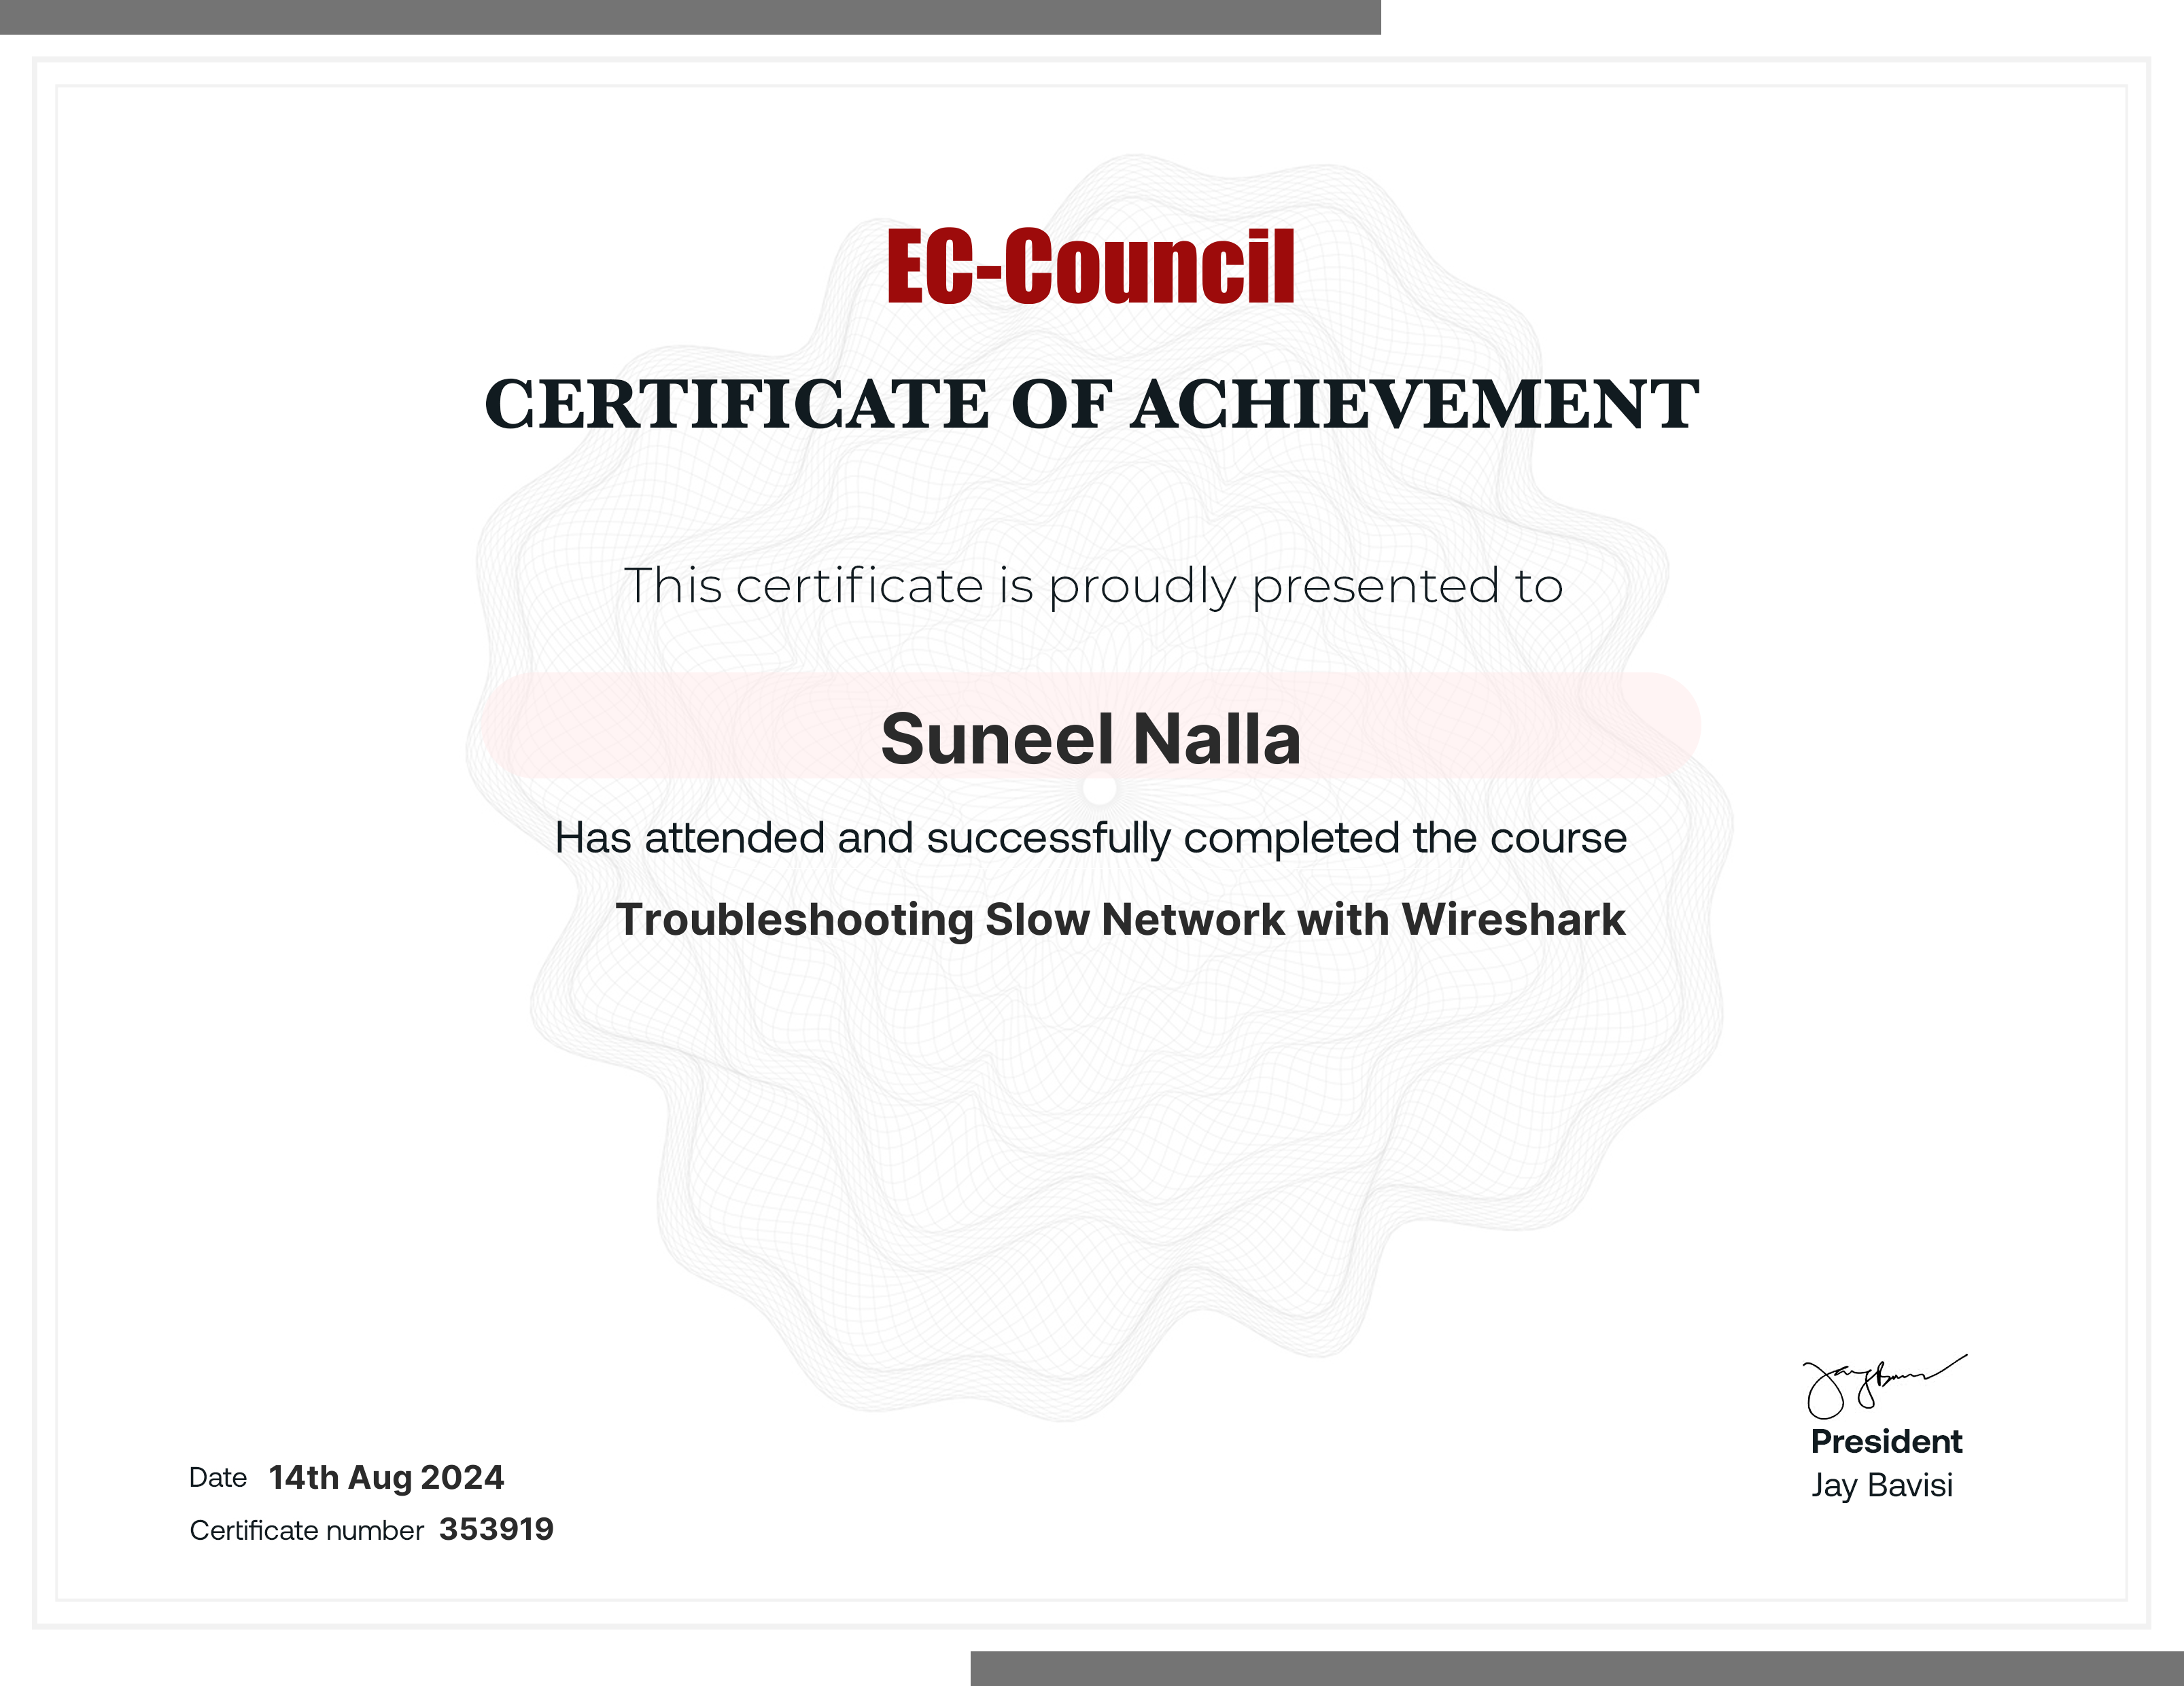 EC-Council
CERTIFICATE OF ACHIEVEMENT
This certificate is proudly presented to
Suneel Nalla
Has attended and successfully completed the course
Troubleshooting Slow Network with Wireshark
President
Jay Bavisi
Date 14th Aug 2024
Certificate number 353919